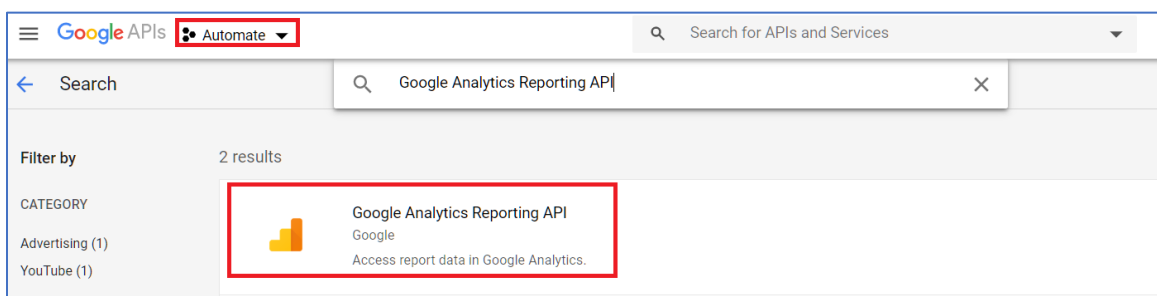 Google APIs Automate Search for APIs and Services
Search Google Analytics Reporting API
Filter by 2 results
CATEGORY
Google Analytics Reporting API
Google
Advertising (1)
Access report data in Google Analytics.
YouTube (1)